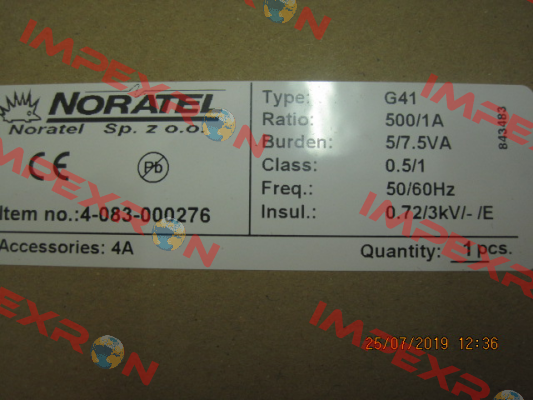 NORATEL
Noratel Sp. z o.o.
CE
Pb
Item no.:4-083-000276
Accessories: 4A
Type: G41
Ratio: 500/1A
Burden: 5/7.5VA
Class: 0.5/1
Freq.: 50/60Hz
Insul.: 0.72/3kV/- /E
843483
Quantity: 1 pcs.
25/07/2019 12:36
IMPEXRON
IMPEXRON
IMPEXRON
IMPEXRON
IMPEXRON
IMPEXRON